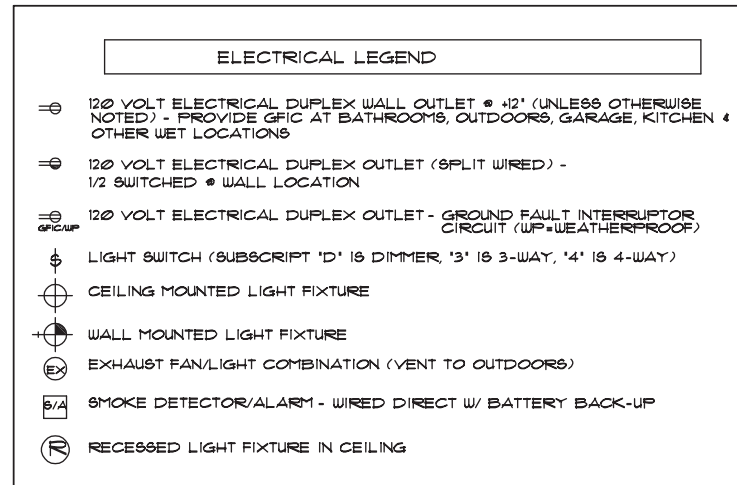 ELECTRICAL LEGEND
120 VOLT ELECTRICAL DUPLEX WALL OUTLET @ +12" (UNLESS OTHERWISE
NOTED) - PROVIDE GFIC AT BATHROOMS, OUTDOORS, GARAGE, KITCHEN &
OTHER WET LOCATIONS
120 VOLT ELECTRICAL DUPLEX OUTLET (SPLIT WIRED) -
1/2 SWITCHED @ WALL LOCATION
120 VOLT ELECTRICAL DUPLEX OUTLET - GROUND FAULT INTERRUPTOR
GFIC/WP CIRCUIT (WP=WEATHERPROOF)
$ LIGHT SWITCH (SUBSCRIPT "D" IS DIMMER, "3" IS 3-WAY, "4" IS 4-WAY)
CEILING MOUNTED LIGHT FIXTURE
WALL MOUNTED LIGHT FIXTURE
EX EXHAUST FAN/LIGHT COMBINATION (VENT TO OUTDOORS)
S/A SMOKE DETECTOR/ALARM - WIRED DIRECT W/ BATTERY BACK-UP
R RECESSED LIGHT FIXTURE IN CEILING